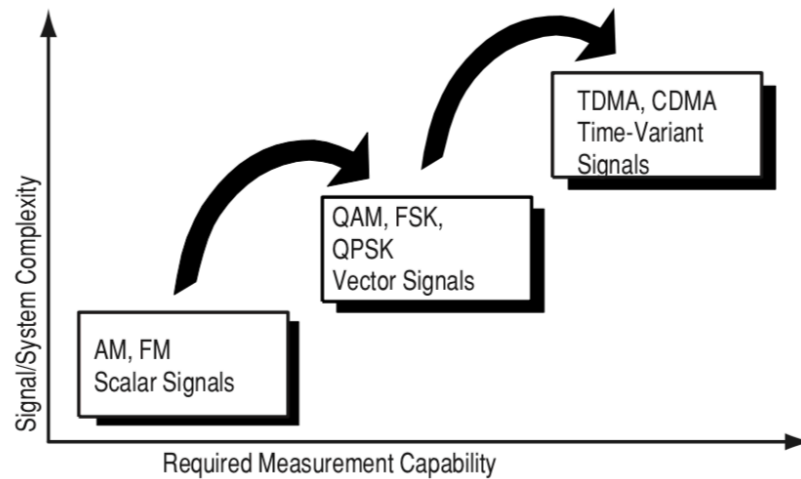 Signal/System Complexity
TDMA, CDMA
Time-Variant
Signals
QAM, FSK,
QPSK
Vector Signals
AM, FM
Scalar Signals
Required Measurement Capability